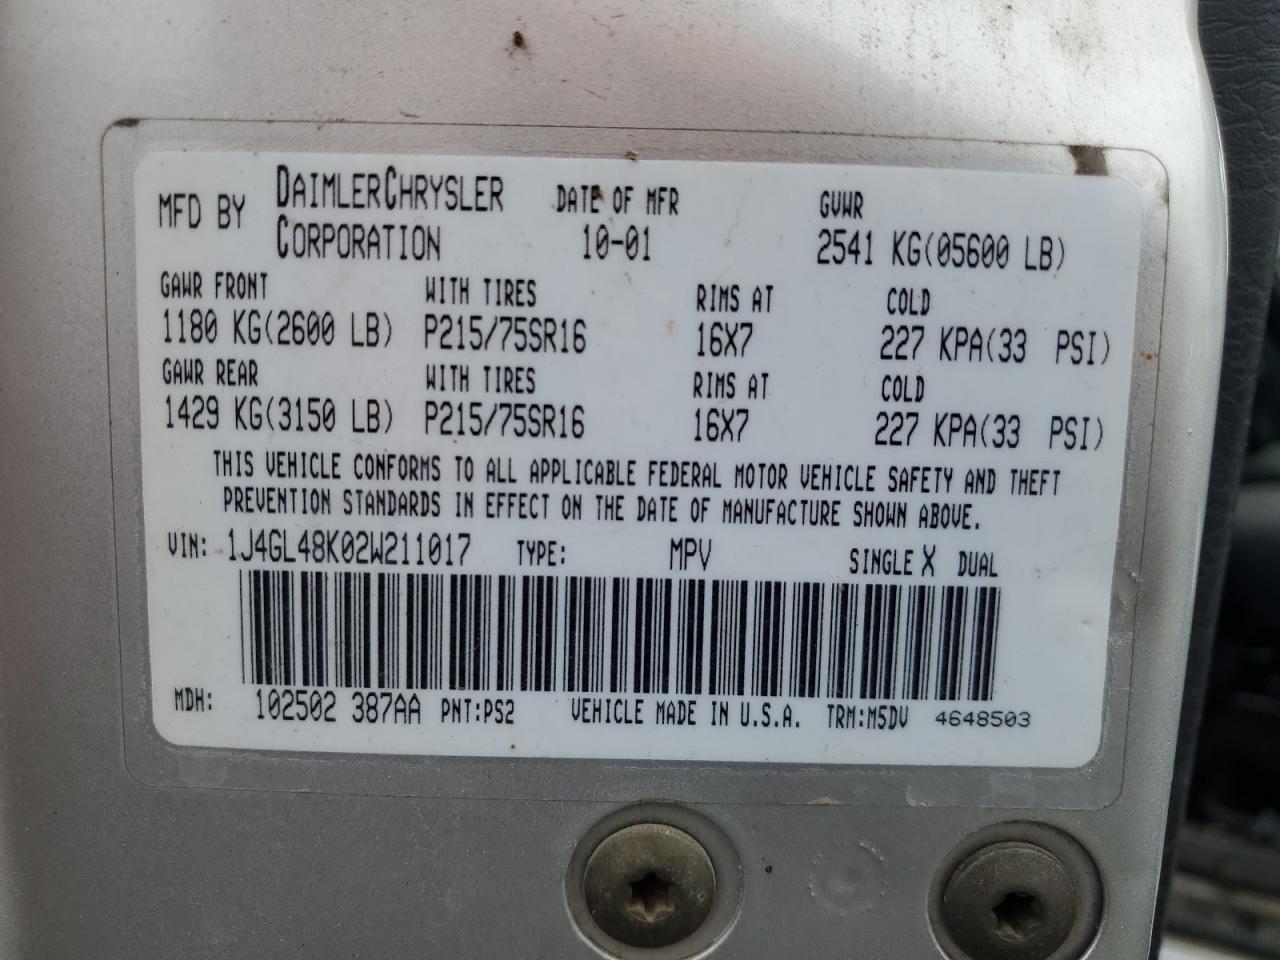 MFD BY DAIMLERCHRYSLER CORPORATION DATE OF MFR 10-01 GVWR 2541 KG(05600 LB)
GAWR FRONT WITH TIRES RIMS AT COLD
1180 KG(2600 LB) P215/75SR16 16X7 227 KPA(33 PSI)
GAWR REAR WITH TIRES RIMS AT COLD
1429 KG(3150 LB) P215/75SR16 16X7 227 KPA(33 PSI)
THIS VEHICLE CONFORMS TO ALL APPLICABLE FEDERAL MOTOR VEHICLE SAFETY AND THEFT
PREVENTION STANDARDS IN EFFECT ON THE DATE OF MANUFACTURE SHOWN ABOVE.
VIN: 1J4GL48K02W211017 TYPE: MPV SINGLE X DUAL
MDH: 102502 387AA PNT:PS2 VEHICLE MADE IN U.S.A. TRM:M5DV 4648503